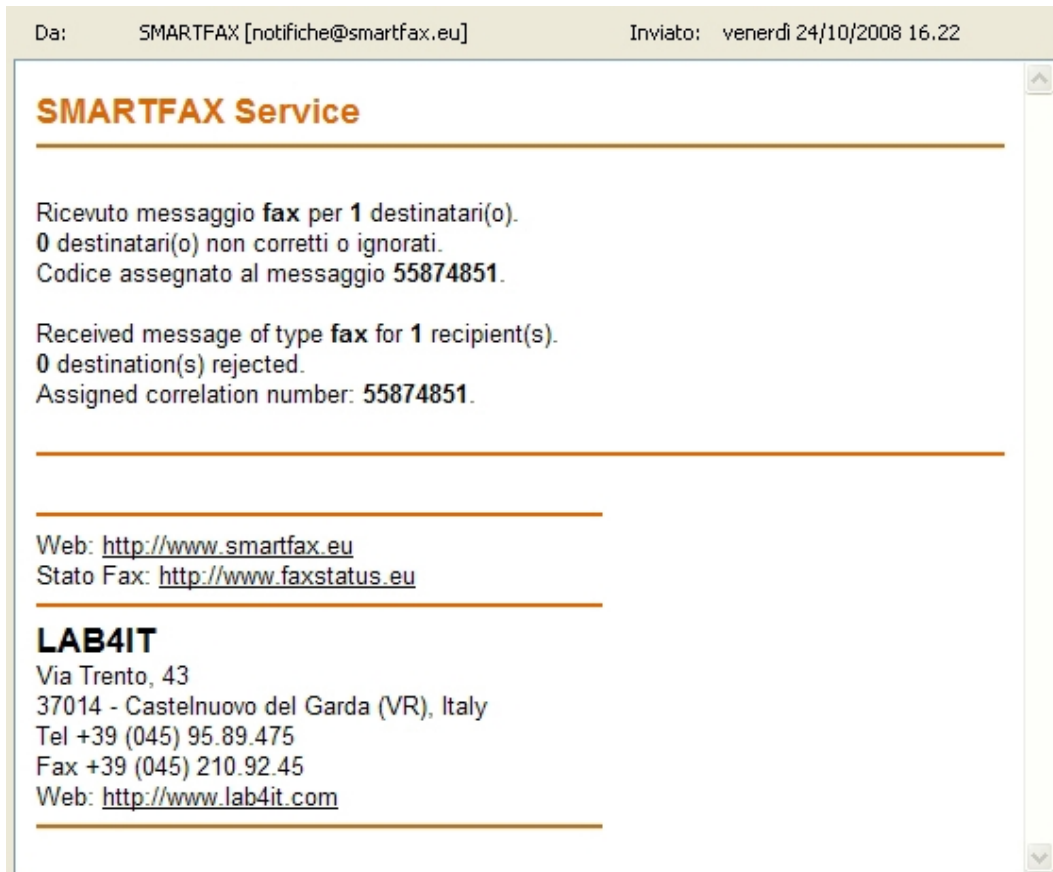 Da: SMARTFAX [notifiche@smartfax.eu] Inviato: venerdì 24/10/2008 16.22
SMARTFAX Service
Ricevuto messaggio fax per 1 destinatari(o).
0 destinatari(o) non corretti o ignorati.
Codice assegnato al messaggio 55874851.
Received message of type fax for 1 recipient(s).
0 destination(s) rejected.
Assigned correlation number: 55874851.
Web: http://www.smartfax.eu
Stato Fax: http://www.faxstatus.eu
LAB4IT
Via Trento, 43
37014 - Castelnuovo del Garda (VR), Italy
Tel +39 (045) 95.89.475
Fax +39 (045) 210.92.45
Web: http://www.lab4it.com